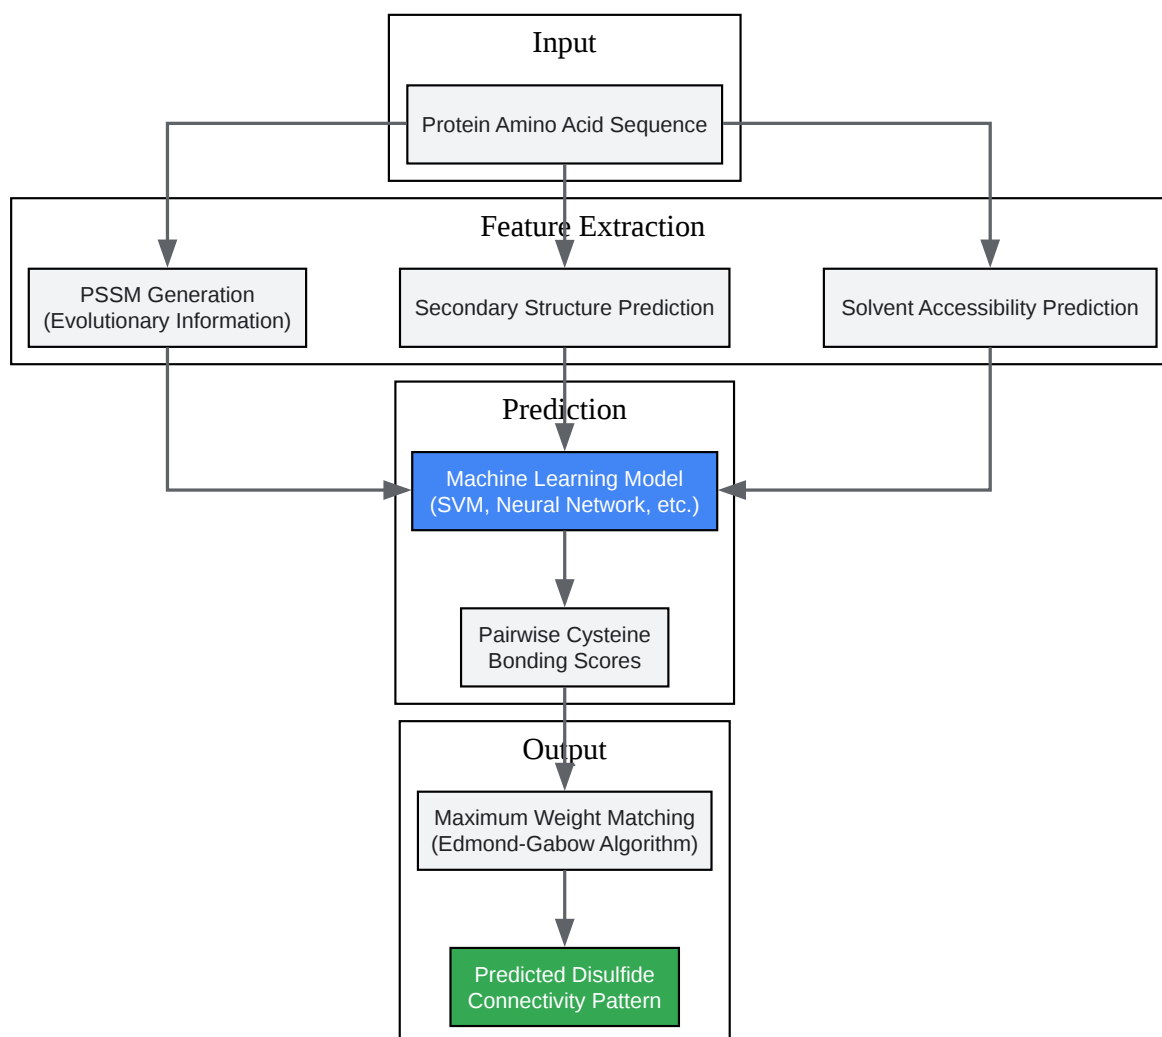 Input
Protein Amino Acid Sequence
Feature Extraction
PSSM Generation
(Evolutionary Information)
Secondary Structure Prediction
Solvent Accessibility Prediction
Prediction
Machine Learning Model
(SVM, Neural Network, etc.)
Pairwise Cysteine
Bonding Scores
Output
Maximum Weight Matching
(Edmond-Gabow Algorithm)
Predicted Disulfide
Connectivity Pattern